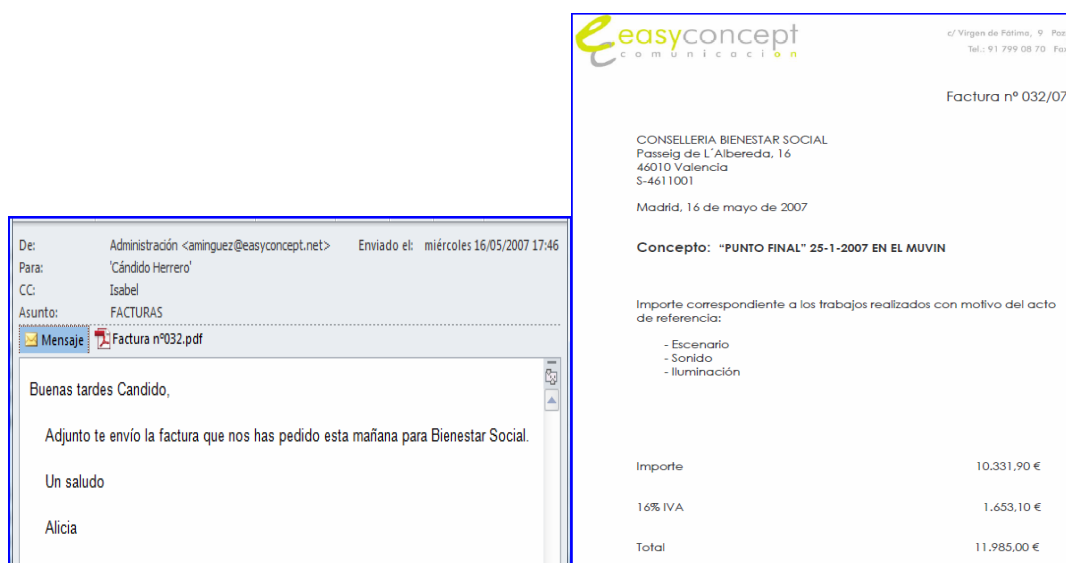 De: Administración <aminguez@easyconcept.net> Enviado el: miércoles 16/05/2007 17:46
Para: 'Cándido Herrero'
CC: Isabel
Asunto: FACTURAS
Mensaje Factura nº032.pdf
Buenas tardes Candido,
Adjunto te envío la factura que nos has pedido esta mañana para Bienestar Social.
Un saludo
Alicia
easyconcept
comunicacion
c/ Virgen de Fátima, 9
Tel.: 91 799 08 70
Factura nº 032/07
CONSELLERIA BIENESTAR SOCIAL
Passeig de L´Albereda, 16
46010 Valencia
S-4611001
Madrid, 16 de mayo de 2007
Concepto: “PUNTO FINAL” 25-1-2007 EN EL MUVIN
Importe correspondiente a los trabajos realizados con motivo del acto
de referencia:
- Escenario
- Sonido
- Iluminación
Importe 10.331,90 €
16% IVA 1.653,10 €
Total 11.985,00 €